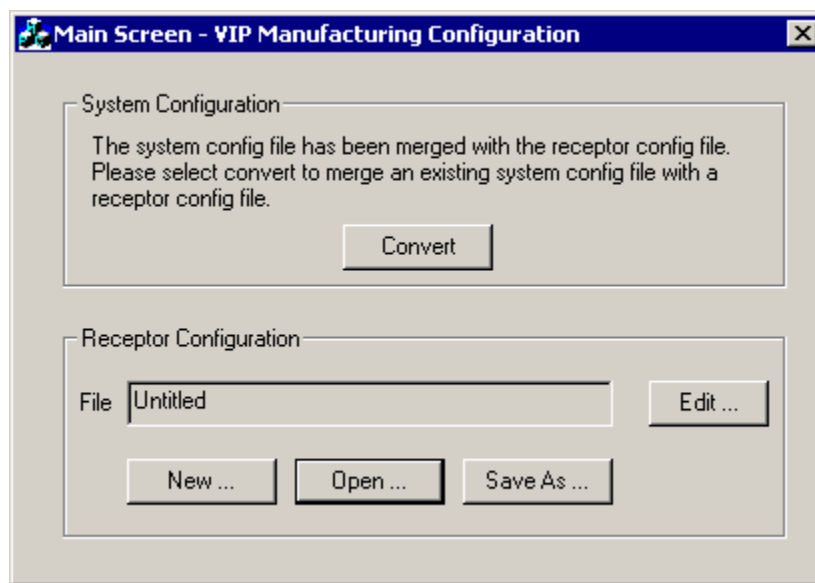 Main Screen - VIP Manufacturing Configuration
System Configuration
The system config file has been merged with the receptor config file.
Please select convert to merge an existing system config file with a
receptor config file.
Convert
Receptor Configuration
File Untitled Edit ...
New ... Open ... Save As ...